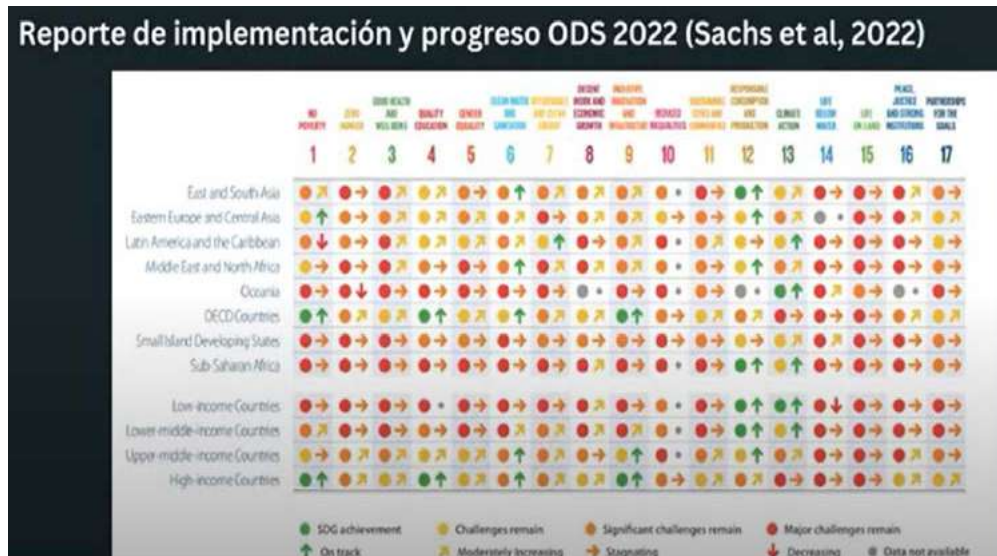 Reporte de implementación y progreso ODS 2022 (Sachs et al, 2022)
NO POVERTY
ZERO HUNGER
GOOD HEALTH AND WELL-BEING
QUALITY EDUCATION
GENDER EQUALITY
CLEAN WATER AND SANITATION
AFFORDABLE AND CLEAN ENERGY
DECENT WORK AND ECONOMIC GROWTH
INDUSTRY, INNOVATION AND INFRASTRUCTURE
REDUCED INEQUALITIES
SUSTAINABLE CITIES AND COMMUNITIES
RESPONSIBLE CONSUMPTION AND PRODUCTION
CLIMATE ACTION
LIFE BELOW WATER
LIFE ON LAND
PEACE, JUSTICE AND STRONG INSTITUTIONS
PARTNERSHIPS FOR THE GOALS
1 2 3 4 5 6 7 8 9 10 11 12 13 14 15 16 17
East and South Asia
Eastern Europe and Central Asia
Latin America and the Caribbean
Middle East and North Africa
Oceania
OECD Countries
Small Island Developing States
Sub-Saharan Africa
Low-income Countries
Lower-middle-income Countries
Upper-middle-income Countries
High-income Countries
SDG achievement Challenges remain Significant challenges remain Major challenges remain
On track Moderately Increasing Stagnating Decreasing Data not available